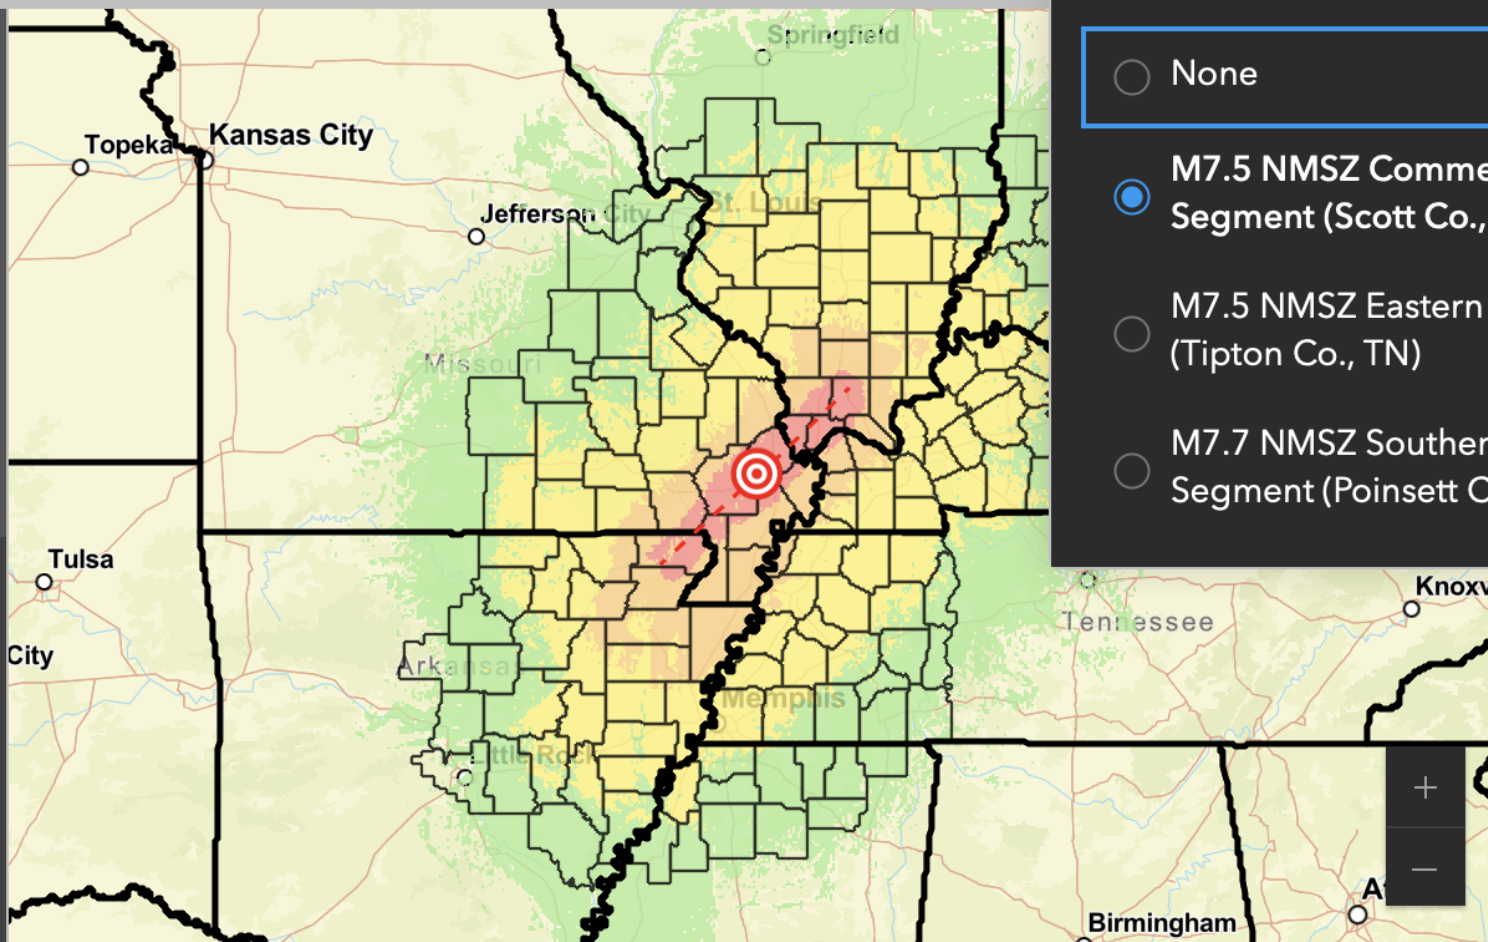 Springfield
None
Topeka
Kansas City
M7.5 NMSZ Comme
Segment (Scott Co.,
St. Louis
Jefferson City
M7.5 NMSZ Eastern
(Tipton Co., TN)
Missouri
M7.7 NMSZ Souther
Segment (Poinsett C
Tulsa
Knoxv
Tennessee
City
Arkansas
Memphis
Little Rock
+
−
A
Birmingham